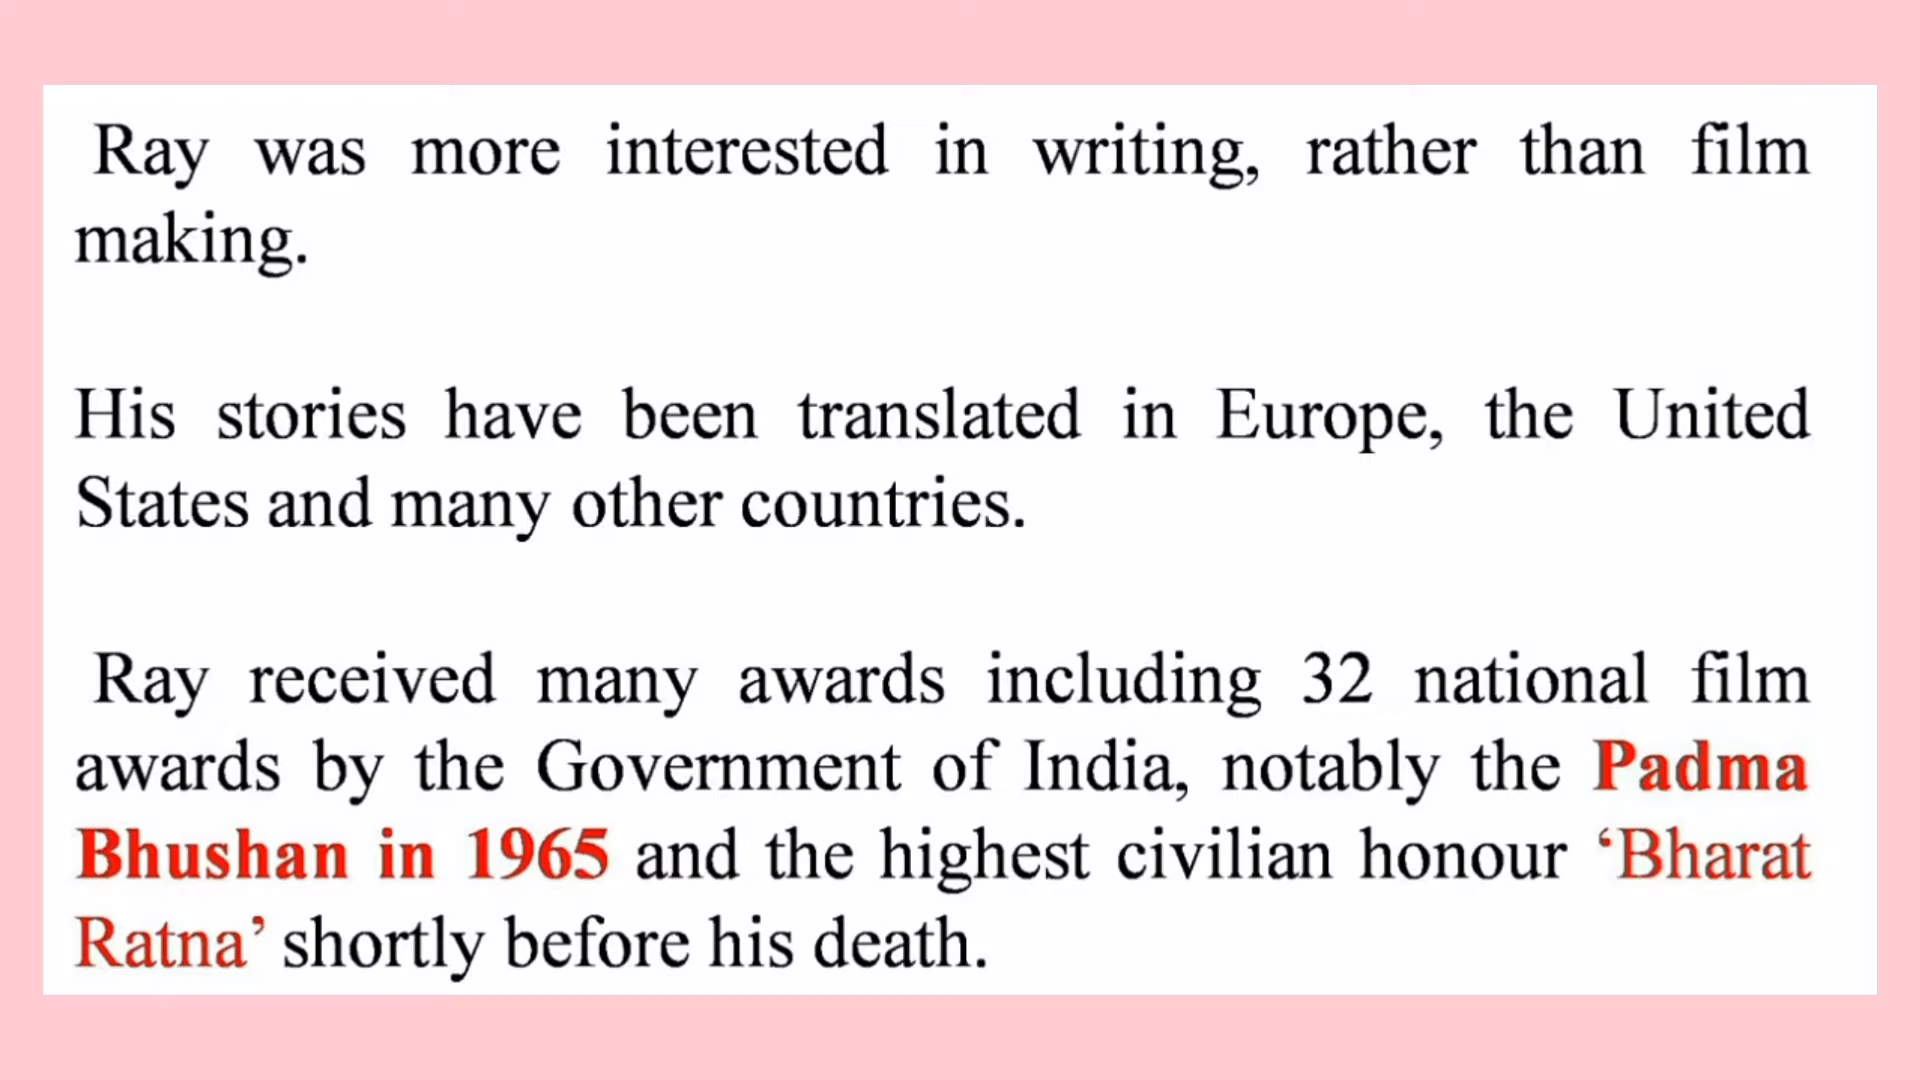 Ray was more interested in writing, rather than film
making.
His stories have been translated in Europe, the United
States and many other countries.
Ray received many awards including 32 national film
awards by the Government of India, notably the Padma
Bhushan in 1965 and the highest civilian honour ‘Bharat
Ratna’ shortly before his death.